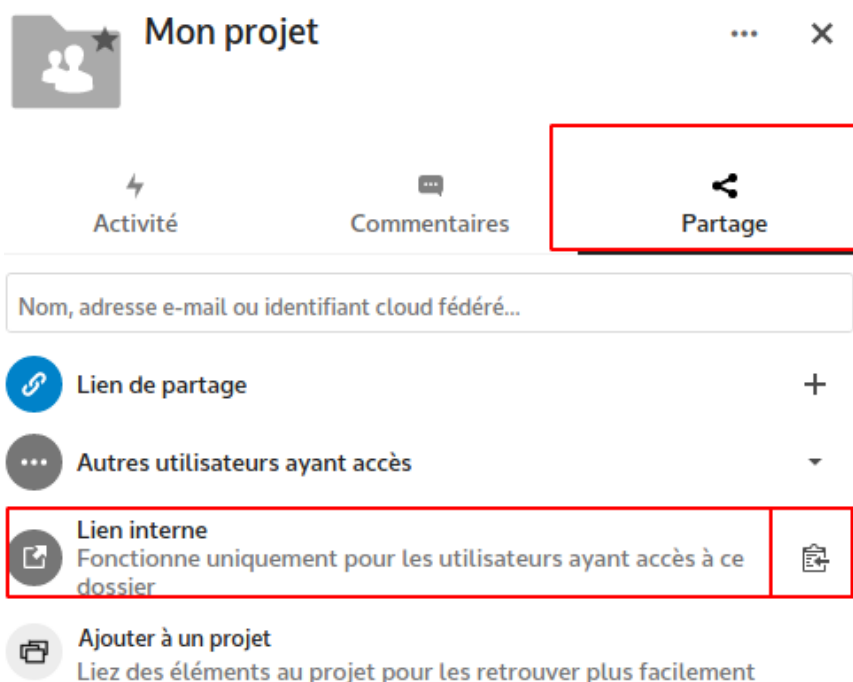 Mon projet
Activité
Commentaires
Partage
Nom, adresse e-mail ou identifiant cloud fédéré...
Lien de partage
Autres utilisateurs ayant accès
Lien interne
Fonctionne uniquement pour les utilisateurs ayant accès à ce
dossier
Ajouter à un projet
Liez des éléments au projet pour les retrouver plus facilement